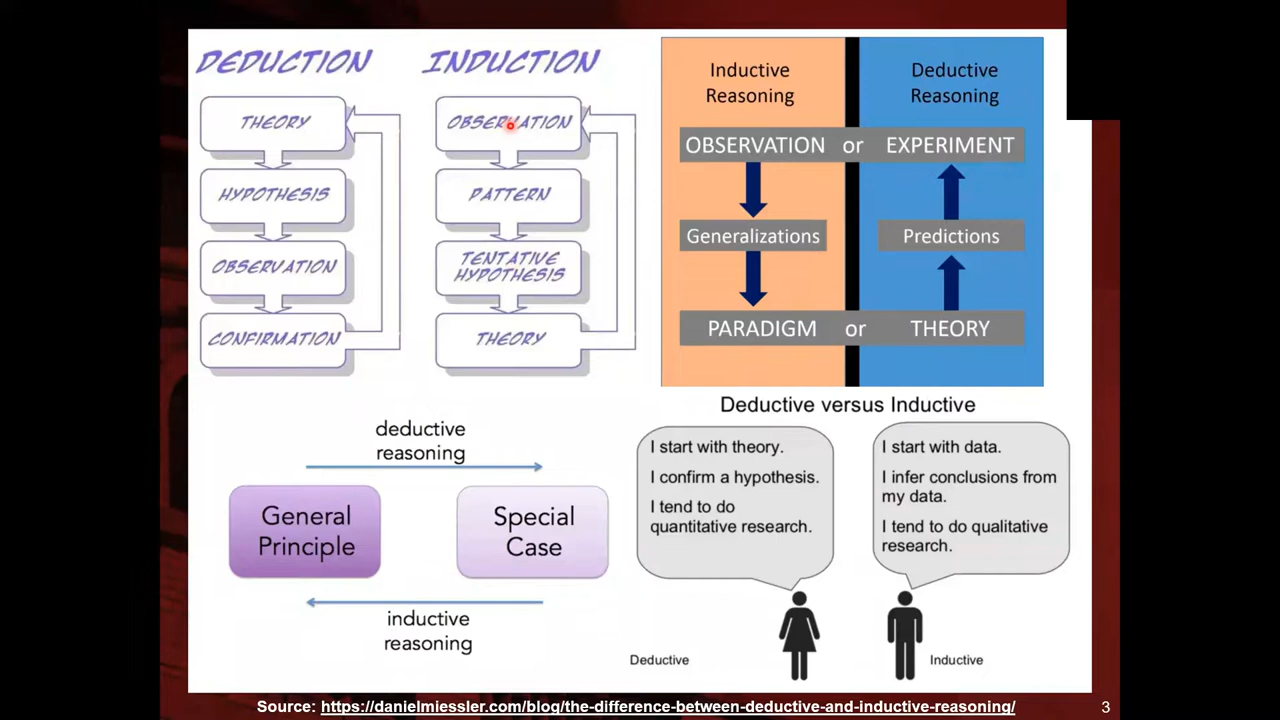 DEDUCTION
THEORY
HYPOTHESIS
OBSERVATION
CONFIRMATION
INDUCTION
OBSERVATION
PATTERN
TENTATIVE
HYPOTHESIS
THEORY
Inductive
Reasoning
Deductive
Reasoning
OBSERVATION or EXPERIMENT
Generalizations
Predictions
PARADIGM or THEORY
deductive
reasoning
General
Principle
Special
Case
inductive
reasoning
Deductive versus Inductive
I start with theory.
I confirm a hypothesis.
I tend to do
quantitative research.
Deductive
I start with data.
I infer conclusions from
my data.
I tend to do qualitative
research.
Inductive
Source: https://danielmiessler.com/blog/the-difference-between-deductive-and-inductive-reasoning/
3